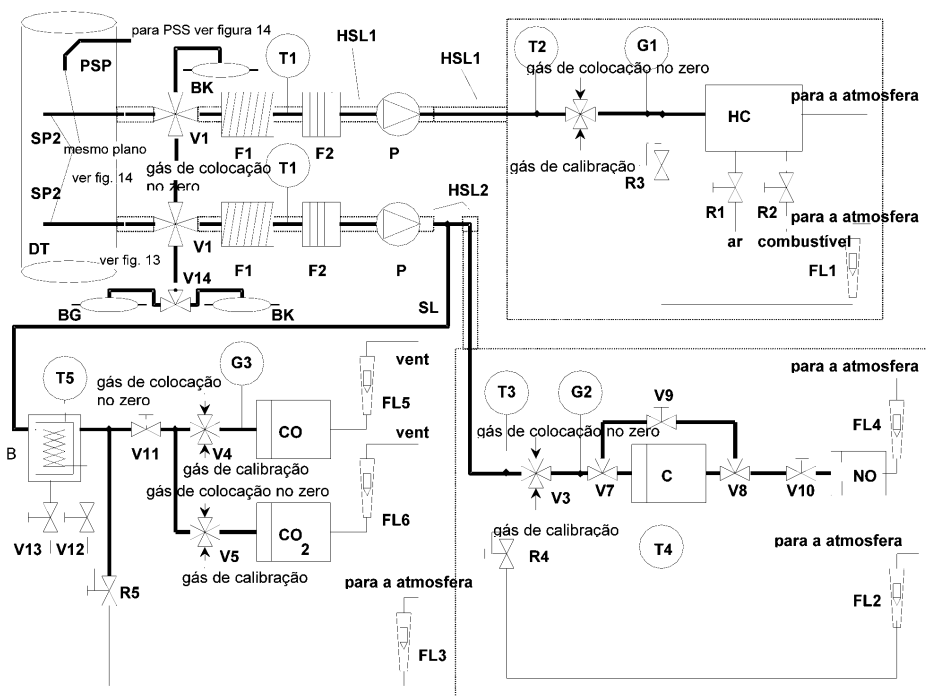 para PSS ver figura 14
PSP
T1
HSL1
HSL1
T2
G1
gás de colocação no zero
BK
para a atmosfera
HC
SP2
V1
mesmo plano
F1
F2
P
gás de calibração
R3
gás de colocação
no zero
T1
ver fig. 14
SP2
HSL2
R1
R2
para a atmosfera
ar
combustível
DT
ver fig. 13
V1
F1
F2
P
FL1
V14
BG
BK
SL
vent
para a atmosfera
T5
gás de colocação
no zero
G3
FL5
T3
G2
V9
FL4
vent
gás de colocação no zero
B
V11
V4
CO
gás de calibração
gás de colocação no zero
V3
V7
C
V8
V10
NO
FL6
gás de calibração
V13
V12
V5
CO2
gás de calibração
R4
T4
para a atmosfera
R5
para a atmosfera
FL2
FL3